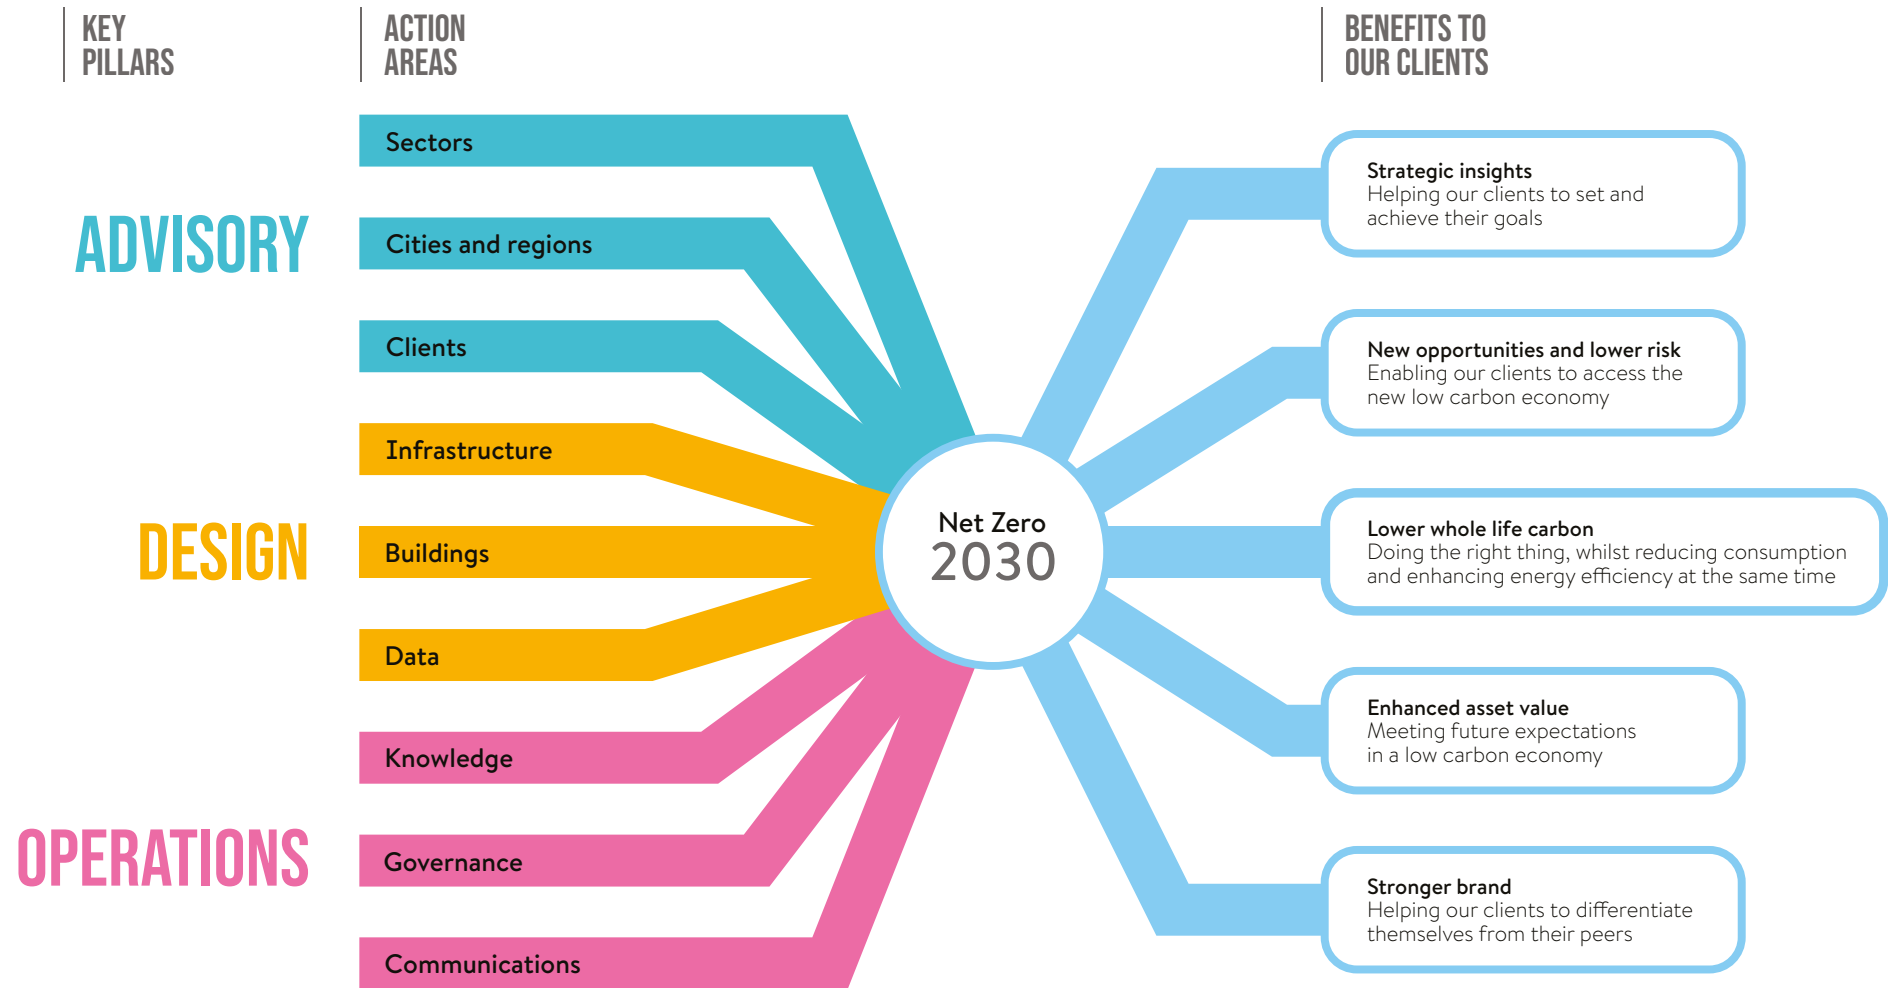 KEY
PILLARS
ACTION
AREAS
BENEFITS TO
OUR CLIENTS
ADVISORY
Sectors
Cities and regions
Clients
DESIGN
Infrastructure
Buildings
Data
OPERATIONS
Knowledge
Governance
Communications
Net Zero
2030
Strategic insights
Helping our clients to set and
achieve their goals
New opportunities and lower risk
Enabling our clients to access the
new low carbon economy
Lower whole life carbon
Doing the right thing, whilst reducing consumption
and enhancing energy efficiency at the same time
Enhanced asset value
Meeting future expectations
in a low carbon economy
Stronger brand
Helping our clients to differentiate
themselves from their peers